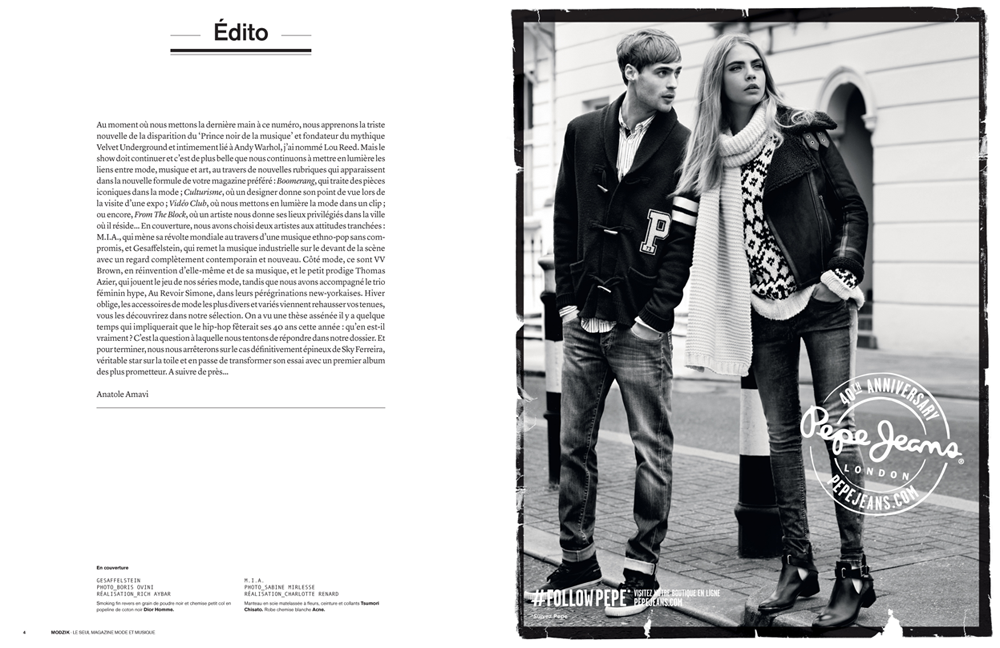 Édito
Au moment où nous mettons la dernière main à ce numéro, nous apprenons la triste
nouvelle de la disparition du ‘Prince noir de la musique’ et fondateur du mythique
Velvet Underground et intimement lié à Andy Warhol, j’ai nommé Lou Reed. Mais le
show doit continuer et c’est de plus belle que nous continuons à mettre en lumière les
liens entre mode, musique et art, au travers de nouvelles rubriques qui apparaissent
dans la nouvelle formule de votre magazine préféré : Boomerang, qui traite des pièces
iconiques dans la mode ; Culturisme, où un designer donne son point de vue lors de
la visite d’une expo ; Vidéo Club, où nous mettons en lumière la mode dans un clip ;
ou encore, From The Block, où un artiste nous donne ses lieux privilégiés dans la ville
où il réside… En couverture, nous avons choisi deux artistes aux attitudes tranchées :
M.I.A., qui mène sa révolte mondiale au travers d’une musique ethno-pop sans com-
promis, et Gesaffelstein, qui remet la musique industrielle sur le devant de la scène
avec un regard complètement contemporain et nouveau. Côté mode, ce sont VV
Brown, en réinvention d’elle-même et de sa musique, et le petit prodige Thomas
Azier, qui jouent le jeu de nos séries mode, tandis que nous avons accompagné le trio
féminin hype, Au Revoir Simone, dans leurs pérégrinations new-yorkaises. Hiver
oblige, les accessoires de mode les plus divers et variés viennent rehausser vos tenues,
vous les découvrirez dans notre sélection. On a vu une thèse assénée il y a quelque
temps qui impliquerait que le hip-hop fêterait ses 40 ans cette année : qu’en est-il
vraiment ? C’est la question à laquelle nous tentons de répondre dans notre dossier. Et
pour terminer, nous nous arrêterons sur le cas définitivement épineux de Sky Ferreira,
véritable star sur la toile et en passe de transformer son essai avec un premier album
des plus prometteur. A suivre de près…
Anatole Amavi
En couverture
GESAFFELSTEIN
PHOTO_BORIS OVINI
RÉALISATION_RICH AYBAR
Smoking fin revers en grain de poudre noir et chemise petit col en
popeline de coton noir Dior Homme.
M.I.A.
PHOTO_SABINE MIRLESSE
RÉALISATION_CHARLOTTE RENARD
Manteau en soie matelassée à fleurs, ceinture et collants Tsumori
Chisato. Robe chemise blanche Acne.
4 MODZIK - LE SEUL MAGAZINE MODE ET MUSIQUE
P
40TH ANNIVERSARY
Pepe Jeans®
LONDON
PEPEJEANS.COM
#FOLLOWPEPE*
VISITEZ NOTRE BOUTIQUE EN LIGNE
PEPEJEANS.COM
*Suivez Pepe